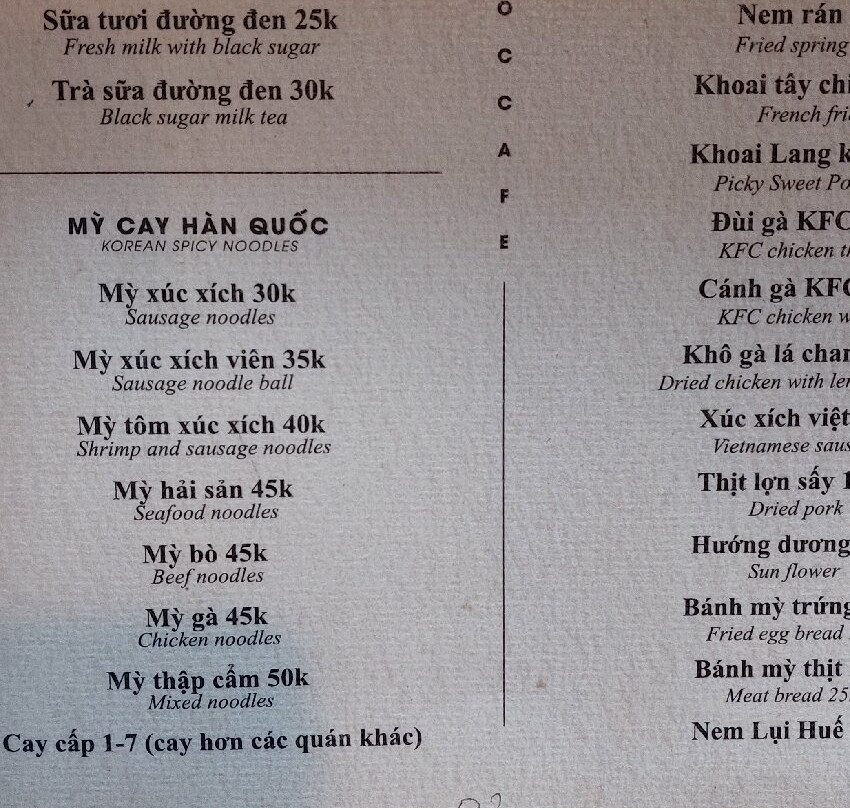 Sữa tươi đường đen 25k
Fresh milk with black sugar
Trà sữa đường đen 30k
Black sugar milk tea
MỲ CAY HÀN QUỐC
KOREAN SPICY NOODLES
Mỳ xúc xích 30k
Sausage noodles
Mỳ xúc xích viên 35k
Sausage noodle ball
Mỳ tôm xúc xích 40k
Shrimp and sausage noodles
Mỳ hải sản 45k
Seafood noodles
Mỳ bò 45k
Beef noodles
Mỳ gà 45k
Chicken noodles
Mỳ thập cẩm 50k
Mixed noodles
Cay cấp 1-7 (cay hơn các quán khác)
O
C
C
A
F
E
Nem rán
Fried spring
Khoai tây
French
Khoai Lang
Picky Sweet
Đùi gà KFC
KFC chicken
Cánh gà KFC
KFC chicken
Khô gà lá
Dried chicken with
Xúc xích việt
Vietnamese
Thịt lợn sấy
Dried pork
Hướng dương
Sun flower
Bánh mỳ trứng
Fried egg bread
Bánh mỳ thịt
Meat bread 25
Nem Lụi Huế